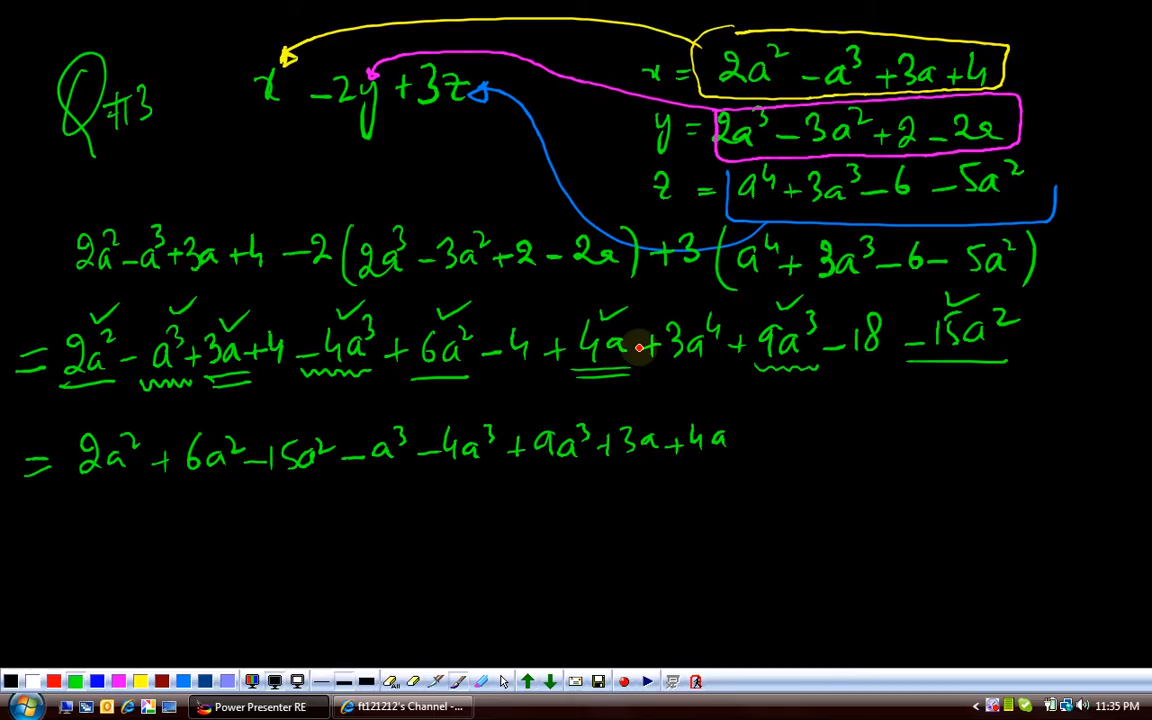 Q#3
x - 2y + 3z
x = 2a² - a³ + 3a + 4
y = 2a³ - 3a² + 2 - 2a
z = a⁴ + 3a³ - 6 - 5a²
2a² - a³ + 3a + 4 - 2(2a³ - 3a² + 2 - 2a) + 3(a⁴ + 3a³ - 6 - 5a²)
= 2a² - a³ + 3a + 4 - 4a³ + 6a² - 4 + 4a + 3a⁴ + 9a³ - 18 - 15a²
= 2a² + 6a² - 15a² - a³ - 4a³ + 9a³ + 3a + 4a
Power Presenter RE
ft121212's Channel - ...
11:35 PM